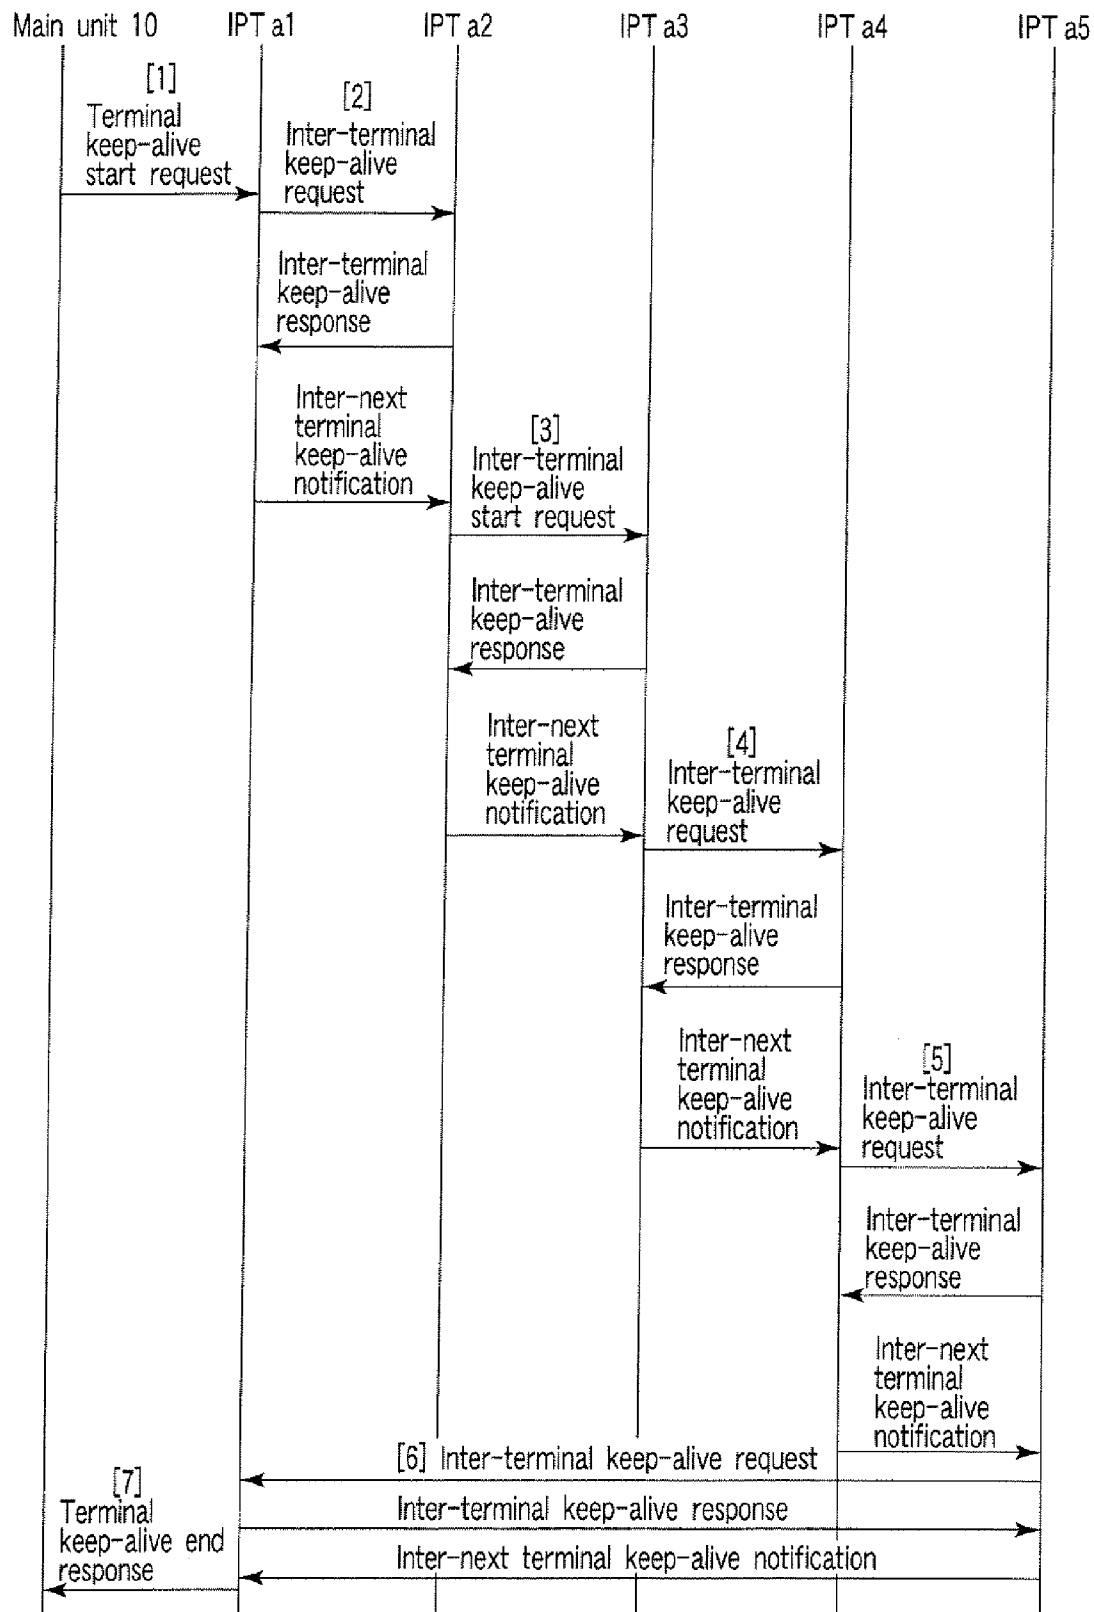 Main unit 10 IPT a1 IPT a2 IPT a3 IPT a4 IPT a5
[1]
Terminal
keep-alive
start request
[2]
Inter-terminal
keep-alive
request
Inter-terminal
keep-alive
response
Inter-next
terminal
keep-alive
notification
[3]
Inter-terminal
keep-alive
start request
Inter-terminal
keep-alive
response
Inter-next
terminal
keep-alive
notification
[4]
Inter-terminal
keep-alive
request
Inter-terminal
keep-alive
response
Inter-next
terminal
keep-alive
notification
[5]
Inter-terminal
keep-alive
request
Inter-terminal
keep-alive
response
Inter-next
terminal
keep-alive
notification
[6] Inter-terminal keep-alive request
Inter-terminal keep-alive response
Inter-next terminal keep-alive notification
[7]
Terminal
keep-alive end
response